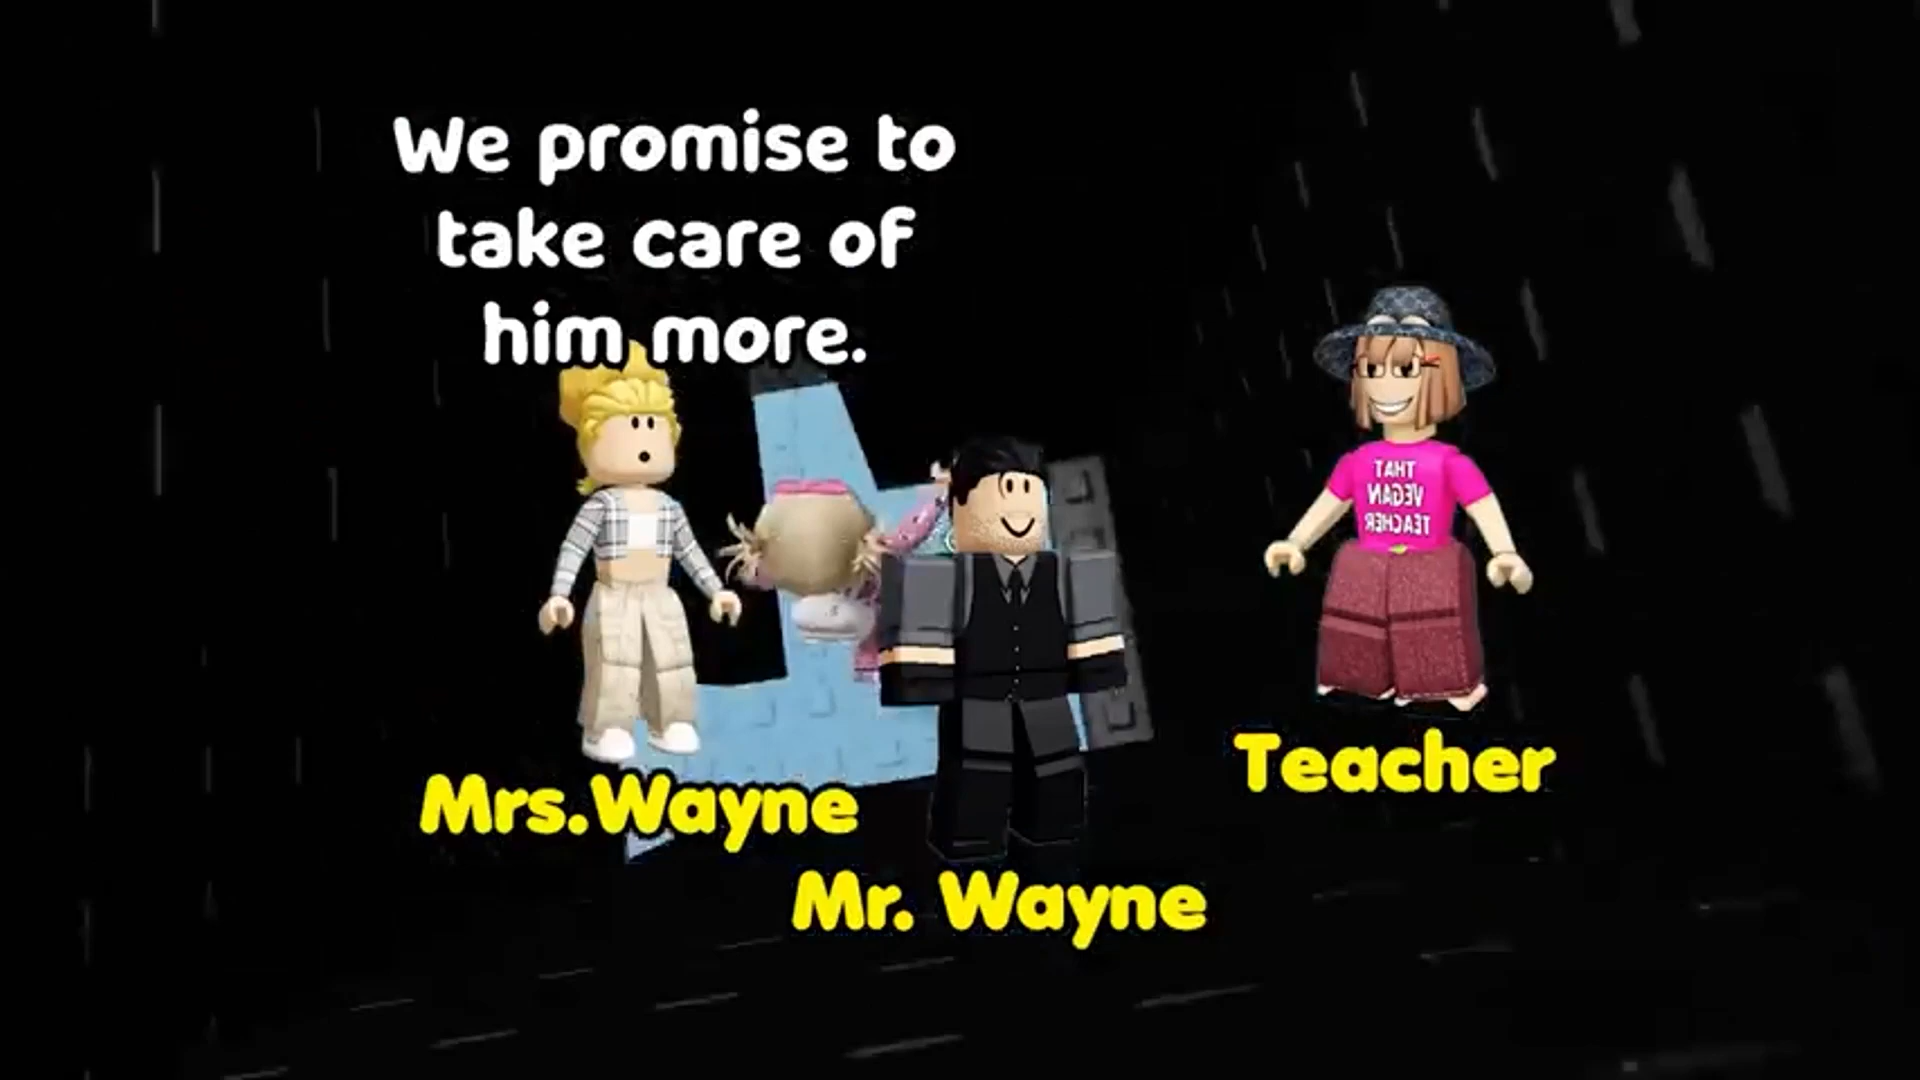 We promise to
take care of
him more.
THAT
VEGAN
TEACHER
Teacher
Mrs.Wayne
Mr. Wayne